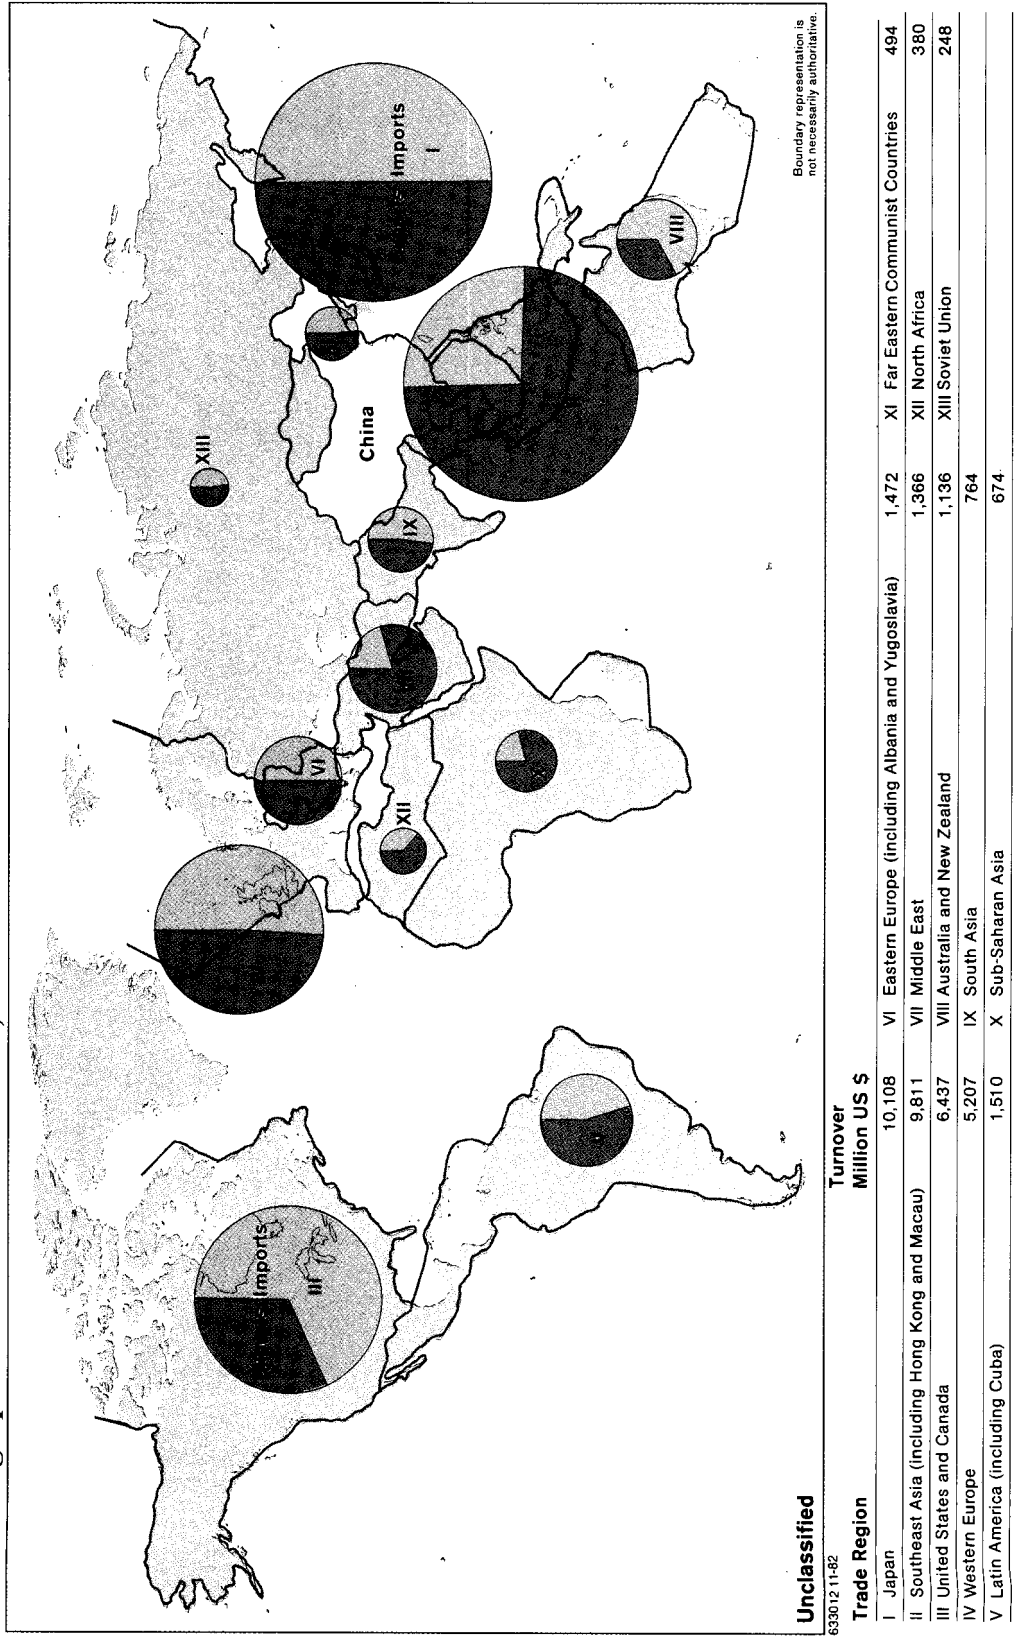 Imports
III
VI
XII
XIII
IX
China
Imports
I
VIII
Boundary representation is
not necessarily authoritative.
Unclassified
633012 11-82
Trade Region
Turnover
Million US $
I Japan 10,108
II Southeast Asia (including Hong Kong and Macau) 9,811
III United States and Canada 6,437
IV Western Europe 5,207
V Latin America (including Cuba) 1,510
VI Eastern Europe (including Albania and Yugoslavia) 1,472
VII Middle East 1,366
VIII Australia and New Zealand 1,136
IX South Asia 764
X Sub-Saharan Asia 674
XI Far Eastern Communist Countries 494
XII North Africa 380
XIII Soviet Union 248